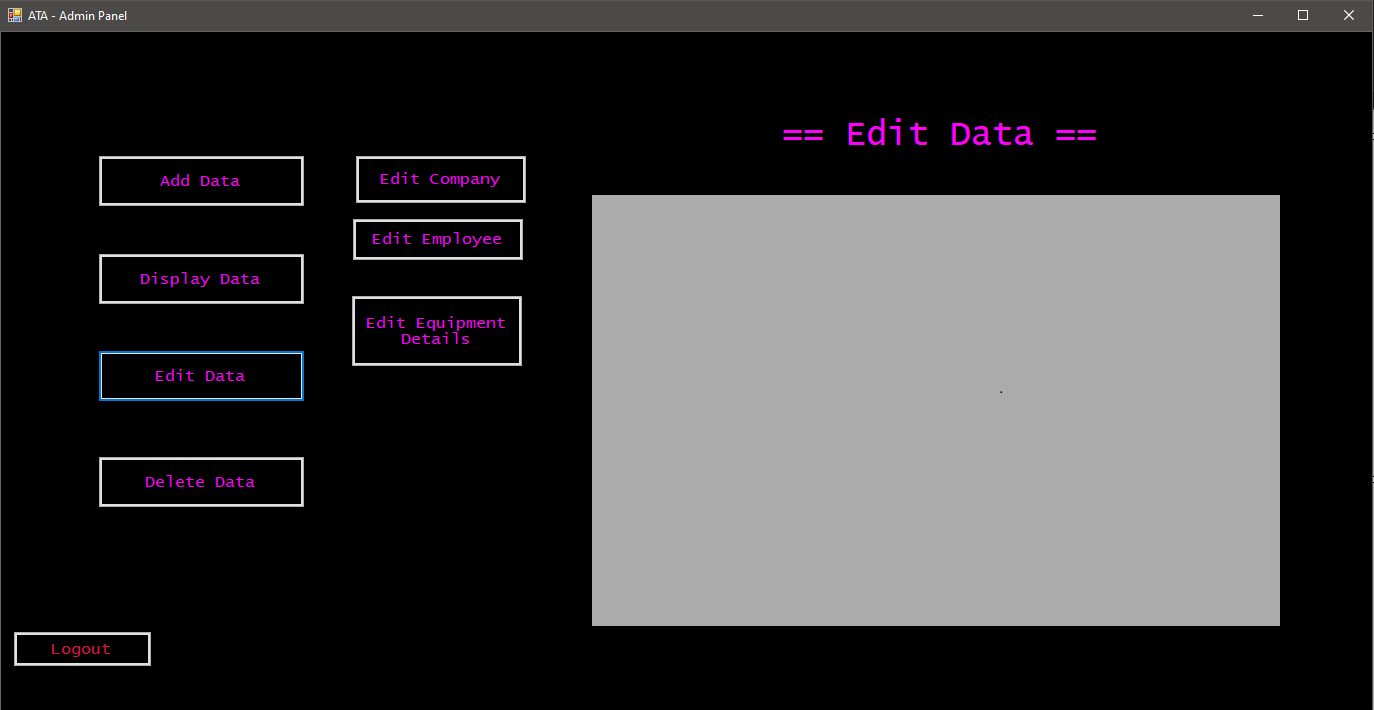 ATA - Admin Panel
== Edit Data ==
Add Data
Edit Company
Edit Employee
Display Data
Edit Equipment
Details
Edit Data
Delete Data
Logout